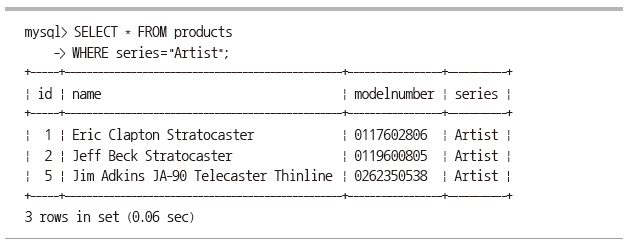 mysql> SELECT * FROM products
-> WHERE series="Artist";
+-----+-------------------------------------------+---------------+---------+
| id | name | modelnumber | series |
+-----+-------------------------------------------+---------------+---------+
| 1 | Eric Clapton Stratocaster | 0117602806 | Artist |
| 2 | Jeff Beck Stratocaster | 0119600805 | Artist |
| 5 | Jim Adkins JA-90 Telecaster Thinline | 0262350538 | Artist |
+-----+-------------------------------------------+---------------+---------+
3 rows in set (0.06 sec)